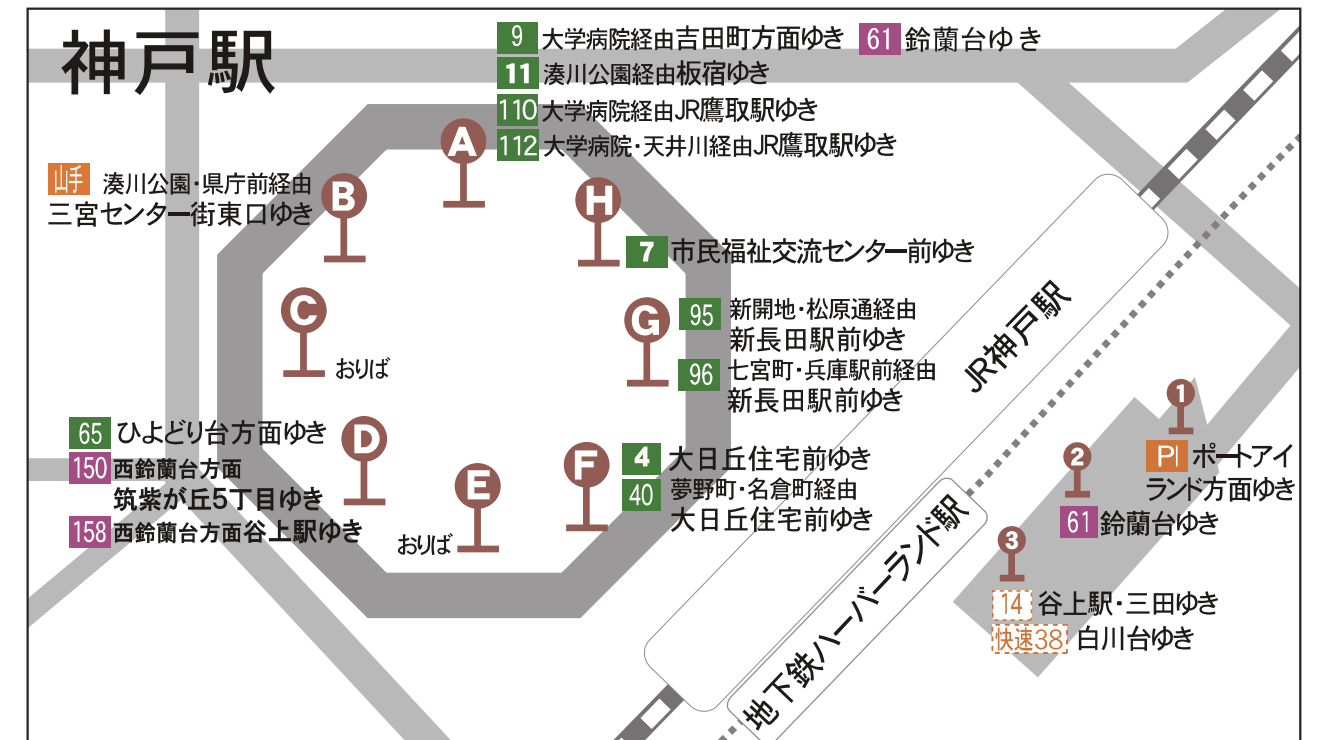 神戸駅
9 大学病院経由吉田町方面ゆき 61 鈴蘭台ゆき
11 湊川公園経由板宿ゆき
110 大学病院経由JR鷹取駅ゆき
112 大学病院・天井川経由JR鷹取駅ゆき
A
山手 湊川公園・県庁前経由
三宮センター街東口ゆき
B
H
7 市民福祉交流センター前ゆき
C
おりば
G
95 新開地・松原通経由
新長田駅前ゆき
96 七宮町・兵庫駅前経由
新長田駅前ゆき
JR神戸駅
65 ひよどり台方面ゆき
150 西鈴蘭台方面
筑紫が丘5丁目ゆき
158 西鈴蘭台方面谷上駅ゆき
D
E
おりば
F
4 大日丘住宅前ゆき
40 夢野町・名倉町経由
大日丘住宅前ゆき
地下鉄ハーバーランド駅
1
PI ポートアイ
ランド方面ゆき
2
61 鈴蘭台ゆき
3
14 谷上駅・三田ゆき
快速38 白川台ゆき